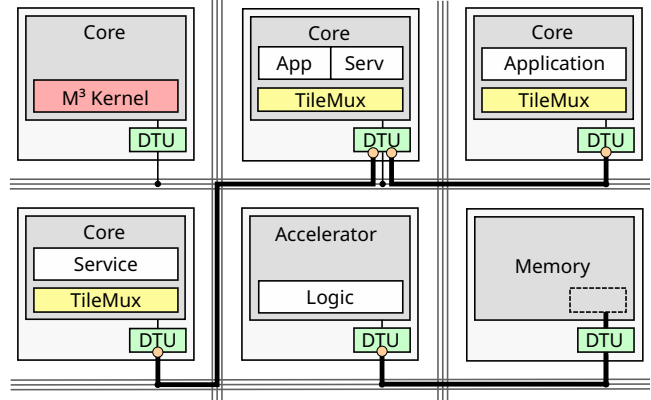 Core
M³ Kernel
DTU
Core
App Serv
TileMux
DTU
Core
Application
TileMux
DTU
Core
Service
TileMux
DTU
Accelerator
Logic
DTU
Memory
DTU